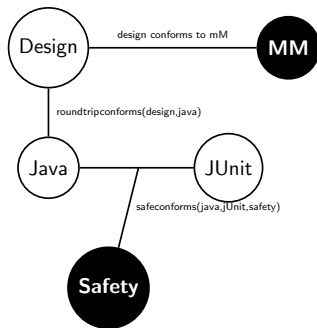 Design
design conforms to mM
MM
roundtripconforms(design,java)
Java
JUnit
safeconforms(java,jUnit,safety)
Safety